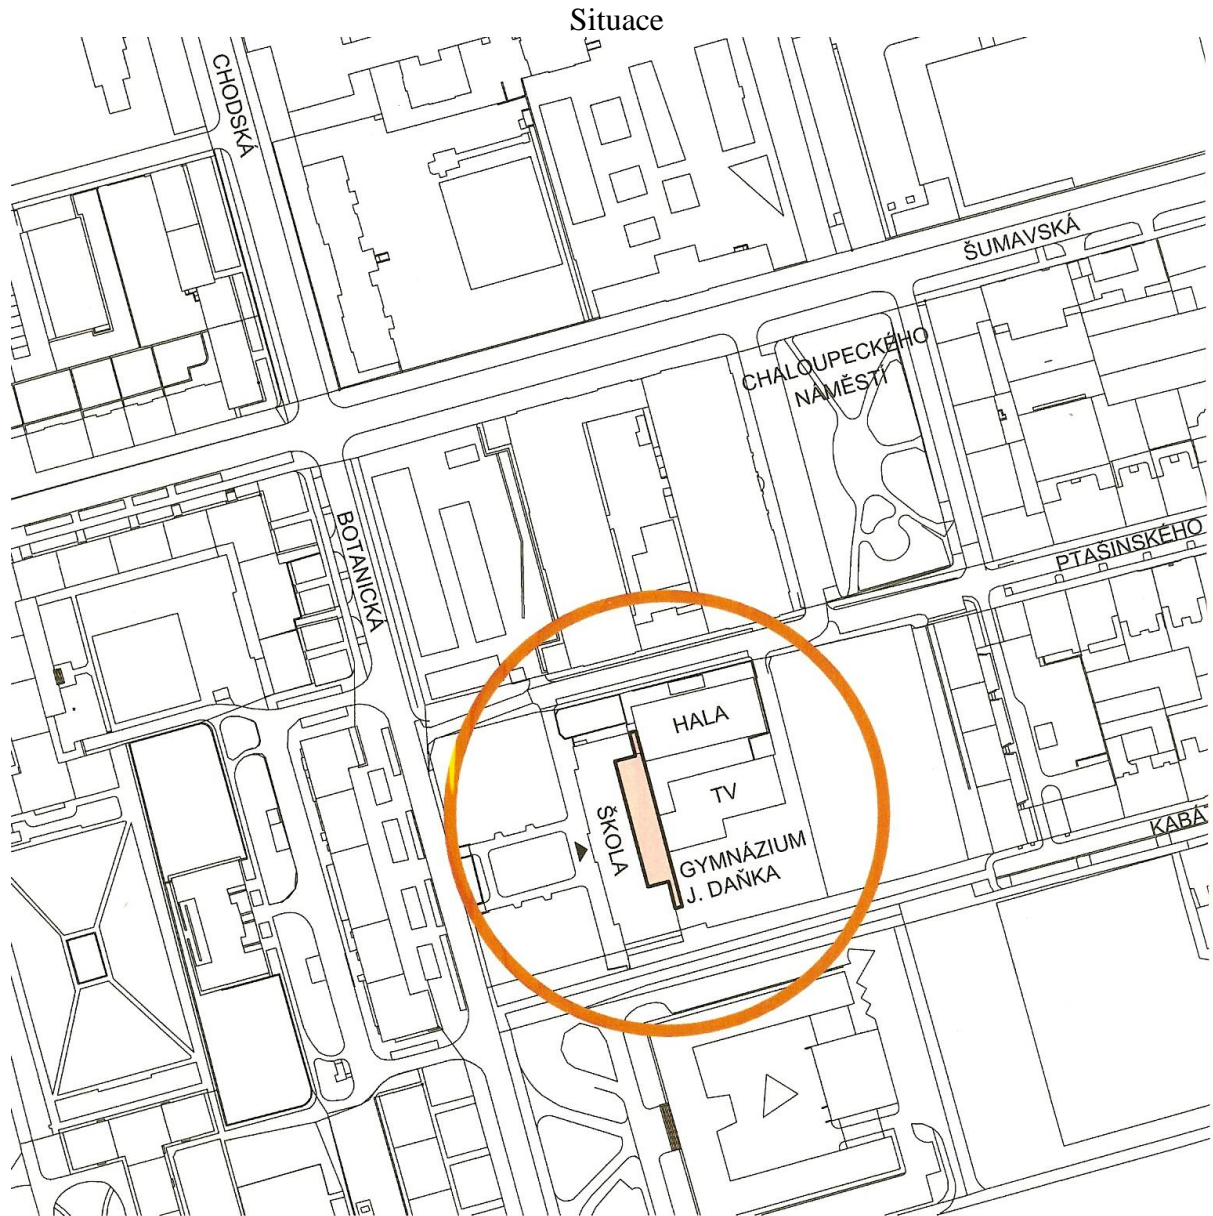 Situace
CHODSKÁ
ŠUMAVSKÁ
CHALOUPECKÉHO
NÁMĚSTÍ
BOTANICKÁ
PTAŠINSKÉHO
HALA
TV
ŠKOLA
GYMNÁZIUM
J. DAŇKA
KABÁ